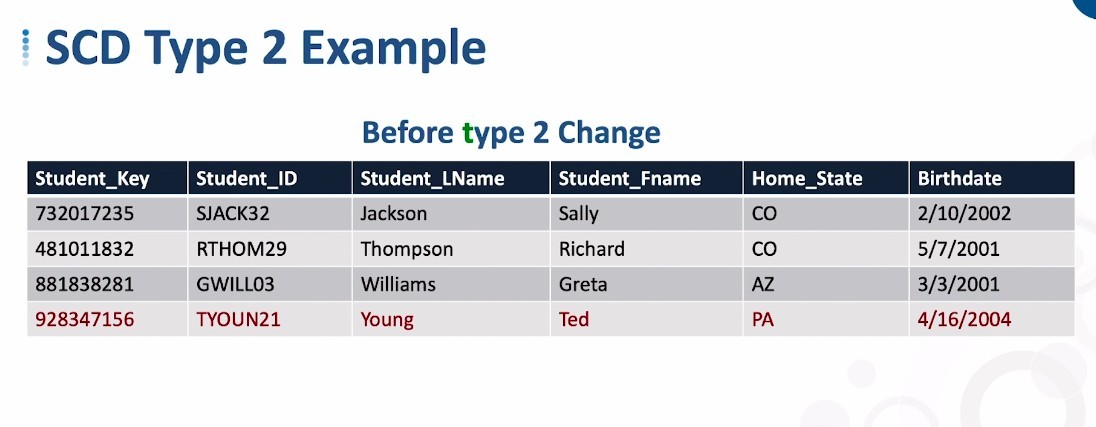 SCD Type 2 Example
Before type 2 Change
Student_Key Student_ID Student_LName Student_Fname Home_State Birthdate
732017235 SJACK32 Jackson Sally CO 2/10/2002
481011832 RTHOM29 Thompson Richard CO 5/7/2001
881838281 GWILL03 Williams Greta AZ 3/3/2001
928347156 TYOUN21 Young Ted PA 4/16/2004